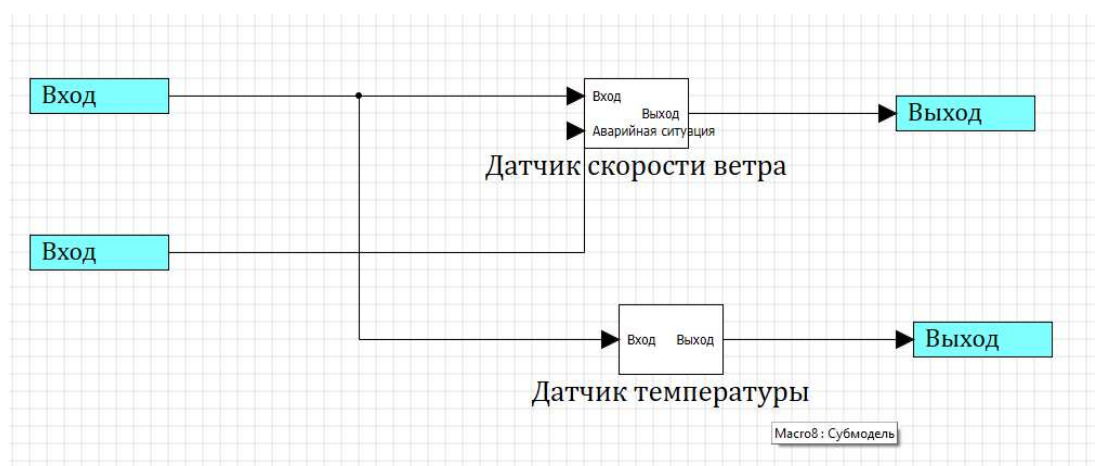 Вход
Вход
Выход
Аварийная ситуация
Выход
Датчик скорости ветра
Вход
Вход
Выход
Выход
Датчик температуры
Macro8 : Субмодель